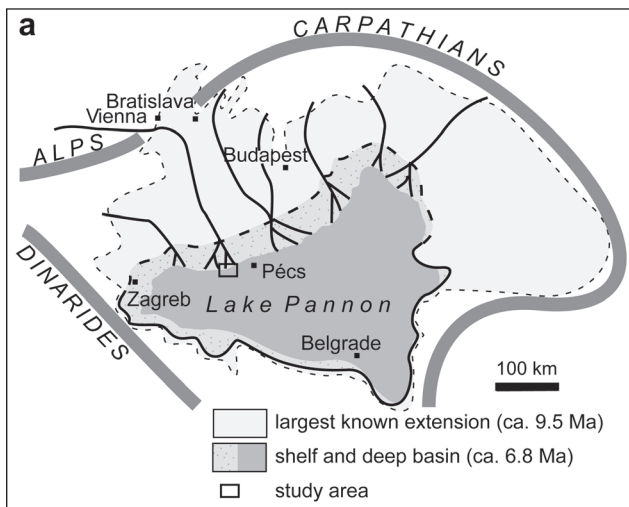 a
CARPATHIANS
Bratislava
Vienna
ALPS
Budapest
DINARIDES
Pécs
Zagreb
Lake Pannon
Belgrade
100 km
largest known extension (ca. 9.5 Ma)
shelf and deep basin (ca. 6.8 Ma)
study area